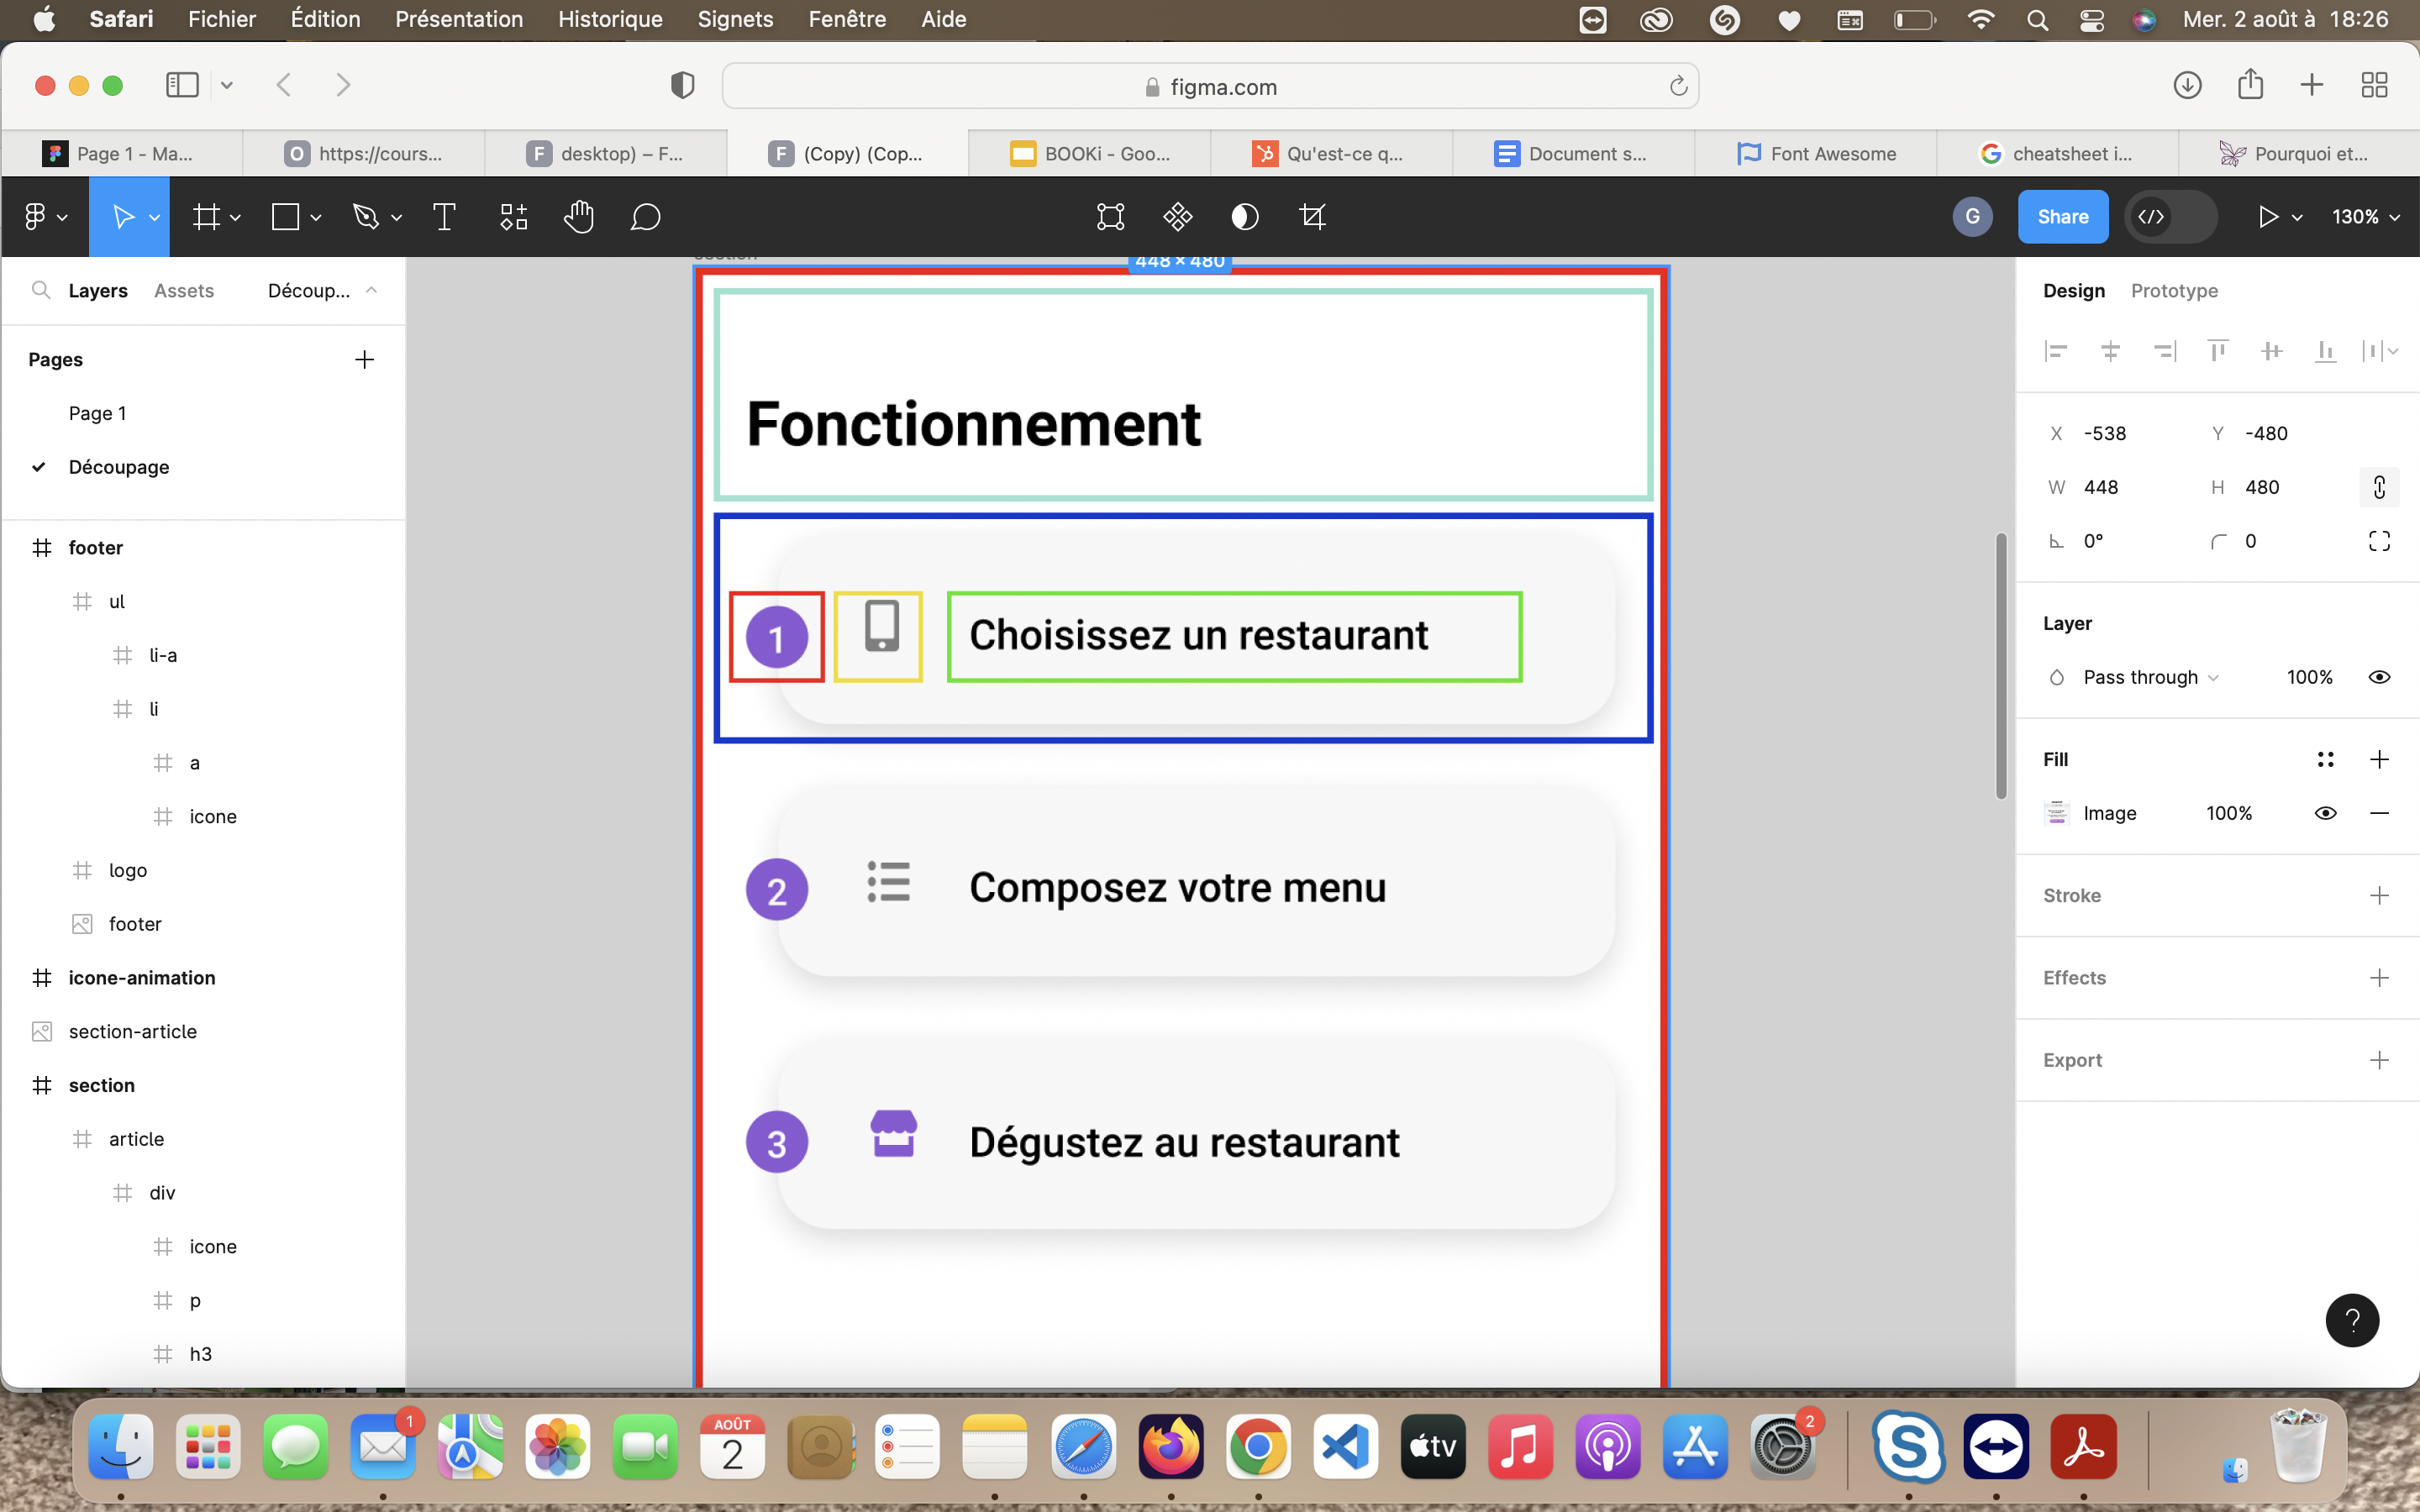 Safari Fichier Édition Présentation Historique Signets Fenêtre Aide Mer. 2 août à 18:26
figma.com
Page 1 - Ma... O https://cours... F desktop) – F... F (Copy) (Cop... BOOKi - Goo... Qu'est-ce q... Document s... Font Awesome cheatsheet i... Pourquoi et...
G Share 130%
Layers Assets Découp...
Pages
Page 1
Découpage
footer
ul
li-a
li
a
icone
logo
footer
icone-animation
section-article
section
article
div
icone
p
h3
section
448 × 480
Fonctionnement
1 Choisissez un restaurant
2 Composez votre menu
3 Dégustez au restaurant
Design Prototype
X -538 Y -480
W 448 H 480
0° 0
Layer
Pass through 100%
Fill
Image 100%
Stroke
Effects
Export
?
1 AOÛT 2 tv 2